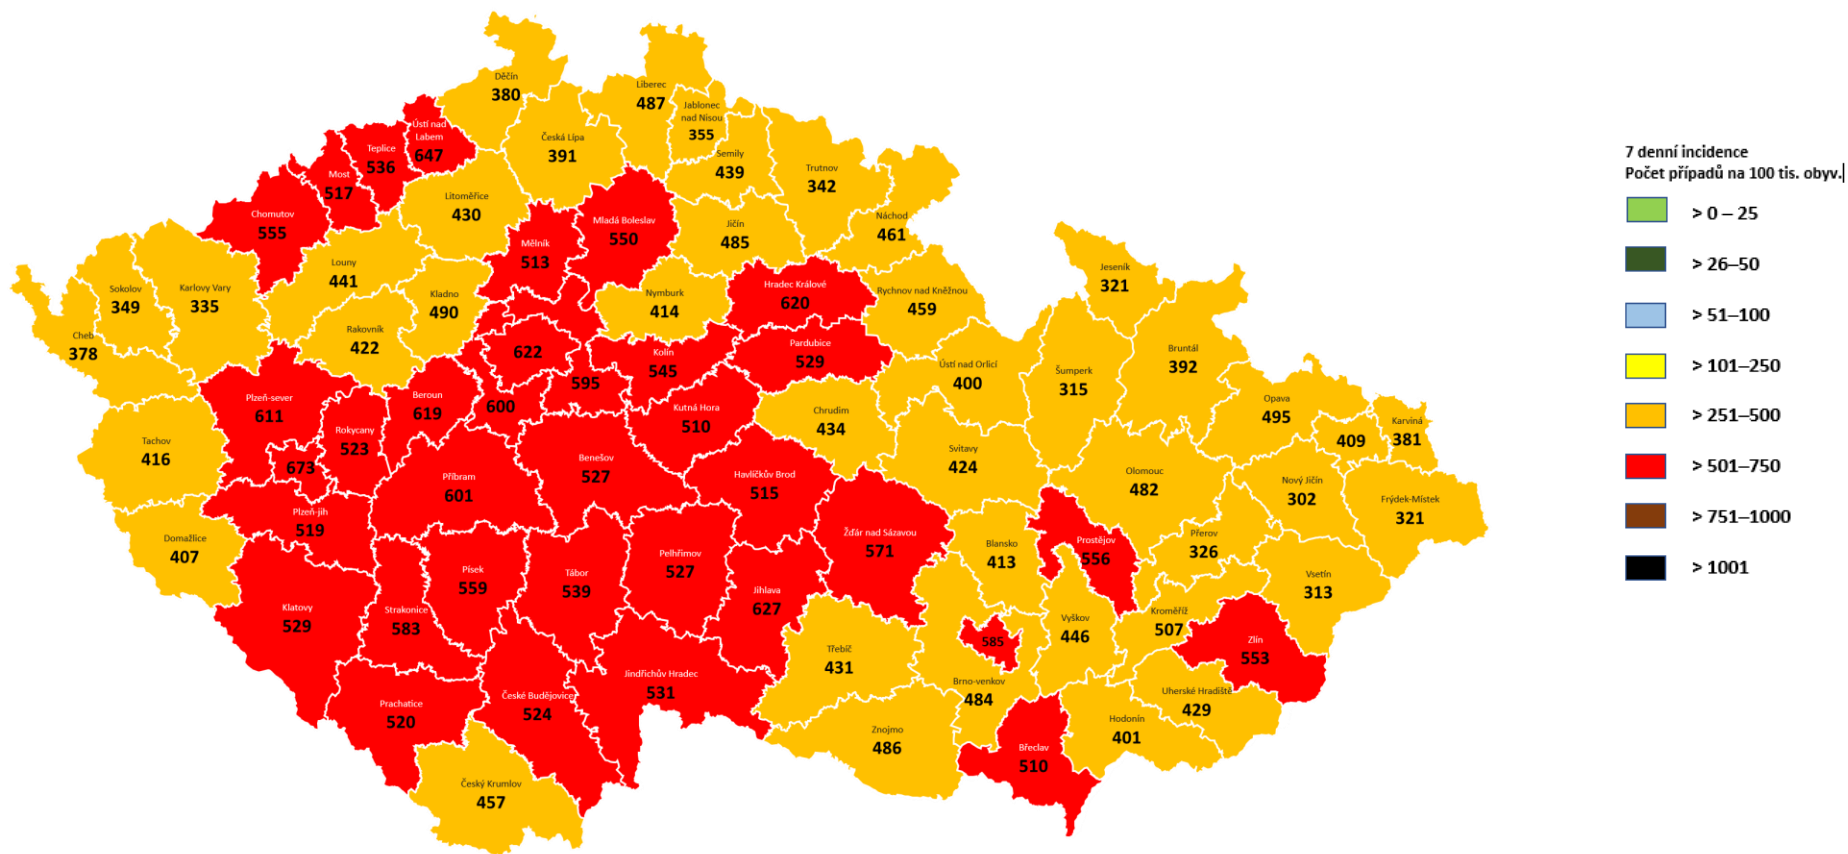 Děčín
380
Liberec
487
Jablonec
nad Nisou
355
Ústí nad
Labem
647
Teplice
536
Česká Lípa
391
Semily
439
Trutnov
342
Most
517
Litoměřice
430
Chomutov
555
Mladá Boleslav
550
Jičín
485
Náchod
461
Mělník
513
Louny
441
Kladno
490
Sokolov
349
Karlovy Vary
335
Cheb
378
Nymburk
414
Hradec Králové
620
Rychnov nad Kněžnou
459
Jeseník
321
Rakovník
422
622
Kolín
545
Pardubice
529
Ústí nad Orlicí
400
Šumperk
315
Bruntál
392
595
600
Plzeň-sever
611
Beroun
619
Kutná Hora
510
Chrudim
434
Opava
495
409
Karviná
381
Tachov
416
Rokycany
523
673
Příbram
601
Benešov
527
Havlíčkův Brod
515
Svitavy
424
Olomouc
482
Nový Jičín
302
Frýdek-Místek
321
Plzeň-jih
519
Domažlice
407
Žďár nad Sázavou
571
Blansko
413
Prostějov
556
Přerov
326
Vsetín
313
Písek
559
Tábor
539
Pelhřimov
527
Jihlava
627
Klatovy
529
Strakonice
583
Vyškov
446
Kroměříž
507
Zlín
553
585
Třebíč
431
Brno-venkov
484
Uherské Hradiště
429
Jindřichův Hradec
531
České Budějovice
524
Prachatice
520
Znojmo
486
Hodonín
401
Břeclav
510
Český Krumlov
457
7 denní incidence
Počet případů na 100 tis. obyv.
> 0 – 25
> 26–50
> 51–100
> 101–250
> 251–500
> 501–750
> 751–1000
> 1001